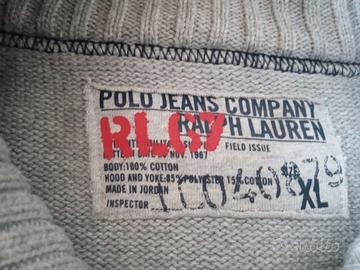 POLO JEANS COMPANY
RL67
RALPH LAUREN
FIELD ISSUE
NOV. 1967
BODY:100% COTTON
HOOD AND YOKE:85% POLYESTER 15% COTTON
MADE IN JORDAN
INSPECTOR
SIZE
XL